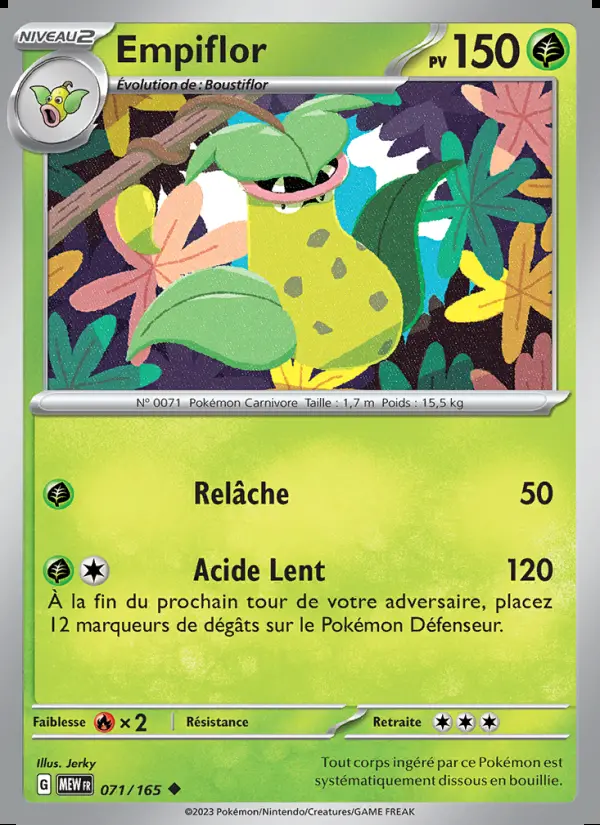 NIVEAU2
Empiflor
PV 150
Évolution de : Boustiflor
N° 0071 Pokémon Carnivore Taille : 1,7 m Poids : 15,5 kg
Relâche 50
Acide Lent 120
À la fin du prochain tour de votre adversaire, placez
12 marqueurs de dégâts sur le Pokémon Défenseur.
Faiblesse ×2 Résistance Retraite
Illus. Jerky
G MEW FR 071/165
Tout corps ingéré par ce Pokémon est
systématiquement dissous en bouillie.
©2023 Pokémon/Nintendo/Creatures/GAME FREAK